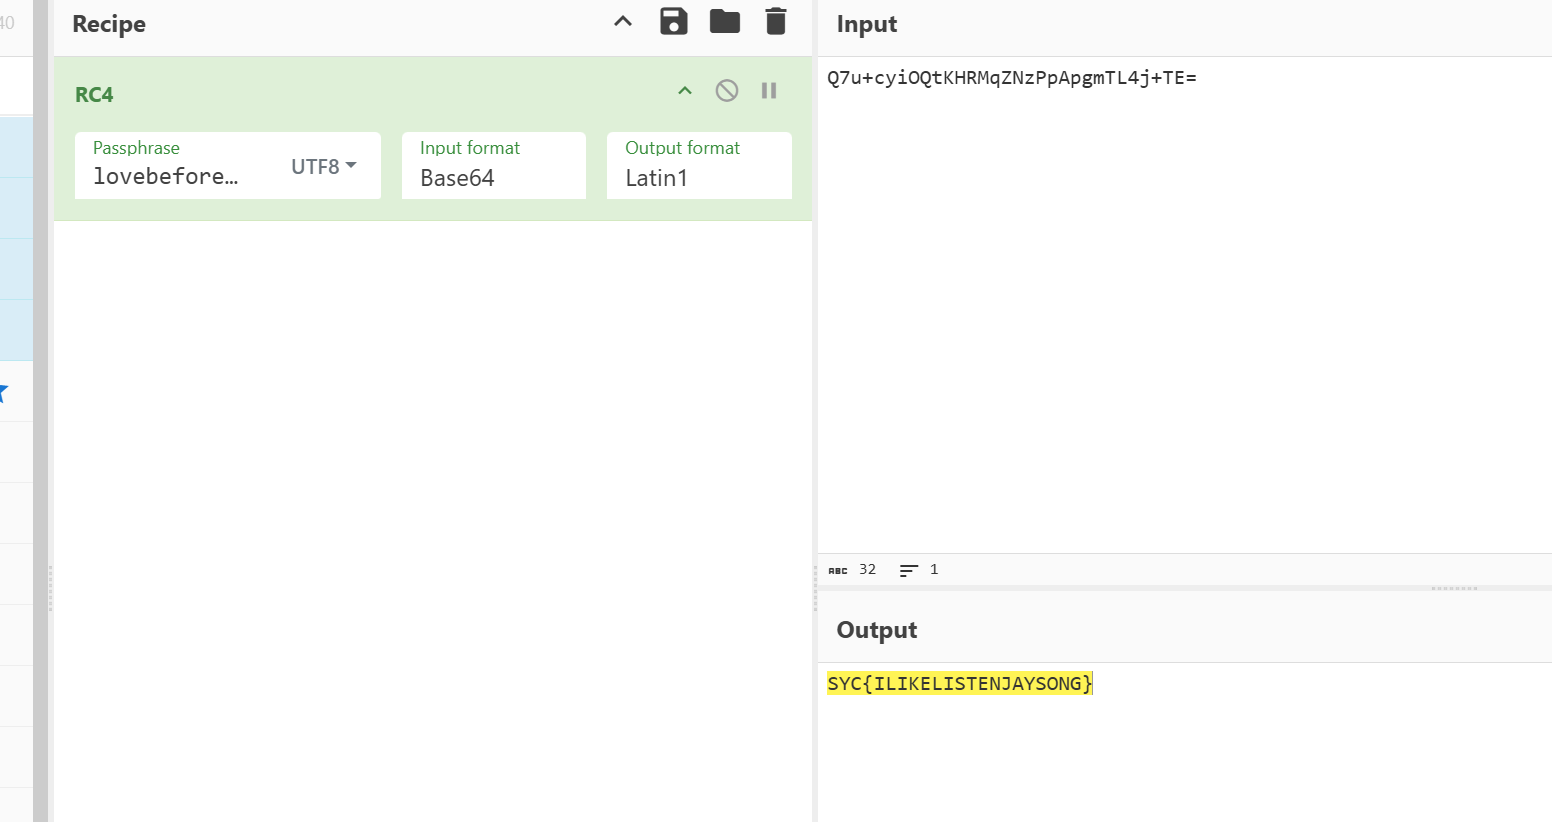 40
Recipe
RC4
Passphrase
lovebefore…
UTF8
Input format
Base64
Output format
Latin1
Input
Q7u+cyiOQtKHRMqZNzPpApgmTL4j+TE=
ABC 32 1
Output
SYC{ILIKELISTENJAYSONG}